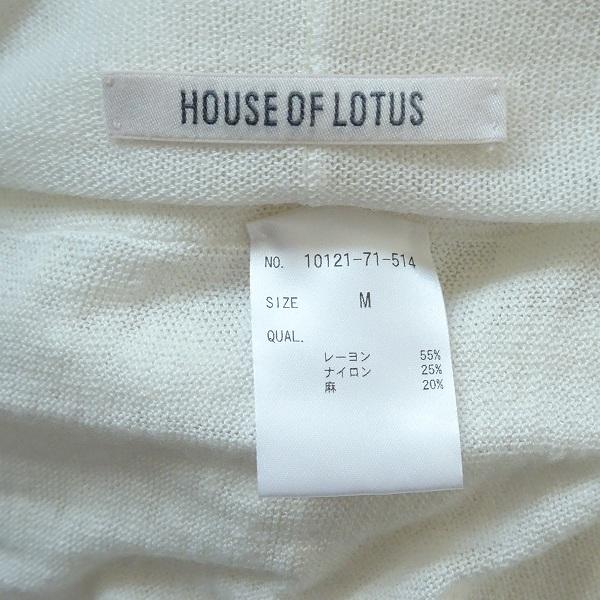 HOUSE OF LOTUS
NO. 10121-71-514
SIZE M
QUAL.
レーヨン 55%
ナイロン 25%
麻 20%